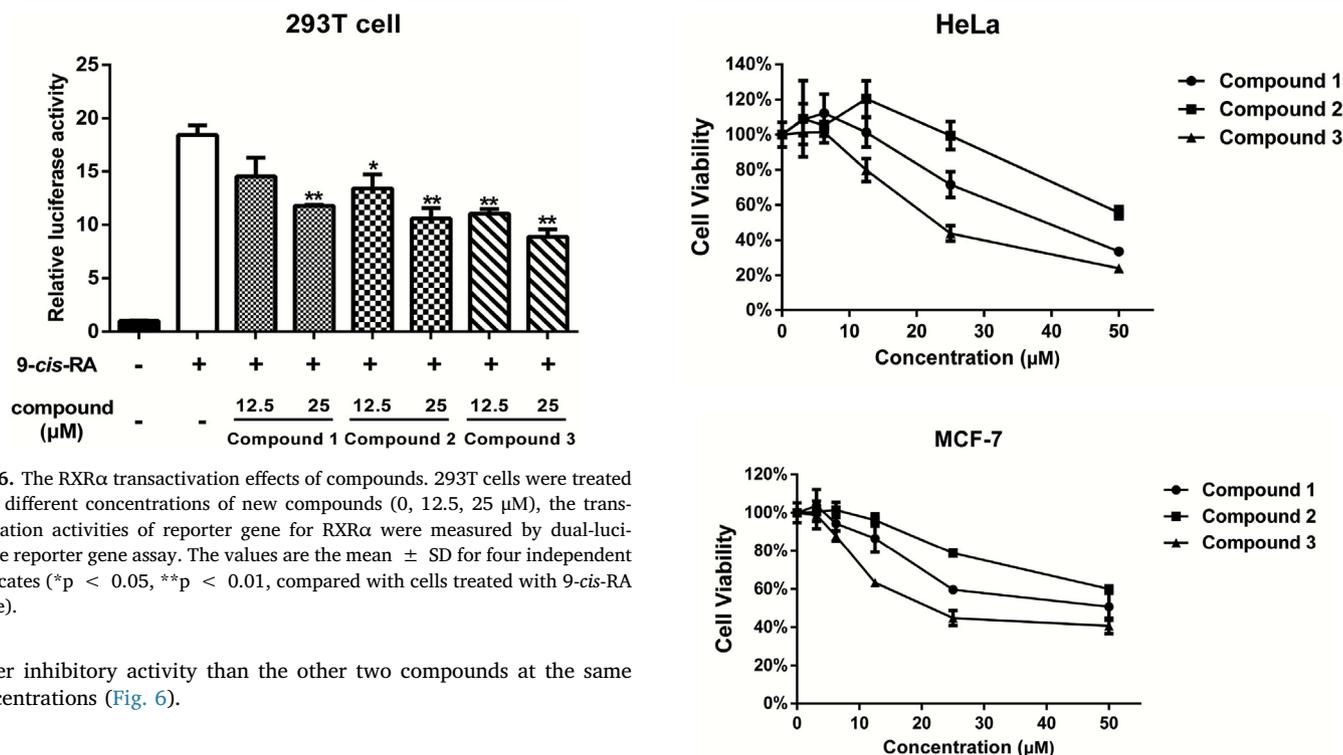 293T cell
Relative luciferase activity
25
20
15
10
5
0
**
*
**
**
**
9-cis-RA - + + + + + + +
compound (μM) - - 12.5 25 12.5 25 12.5 25
Compound 1 Compound 2 Compound 3
6. The RXRα transactivation effects of compounds. 293T cells were treated
different concentrations of new compounds (0, 12.5, 25 μM), the trans-
ation activities of reporter gene for RXRα were measured by dual-luci-
e reporter gene assay. The values are the mean ± SD for four independent
cates (*p < 0.05, **p < 0.01, compared with cells treated with 9-cis-RA
e).
er inhibitory activity than the other two compounds at the same
centrations (Fig. 6).
HeLa
Cell Viability
140%
120%
100%
80%
60%
40%
20%
0%
0 10 20 30 40 50
Concentration (μM)
Compound 1
Compound 2
Compound 3
MCF-7
Cell Viability
120%
100%
80%
60%
40%
20%
0%
0 10 20 30 40 50
Concentration (μM)
Compound 1
Compound 2
Compound 3